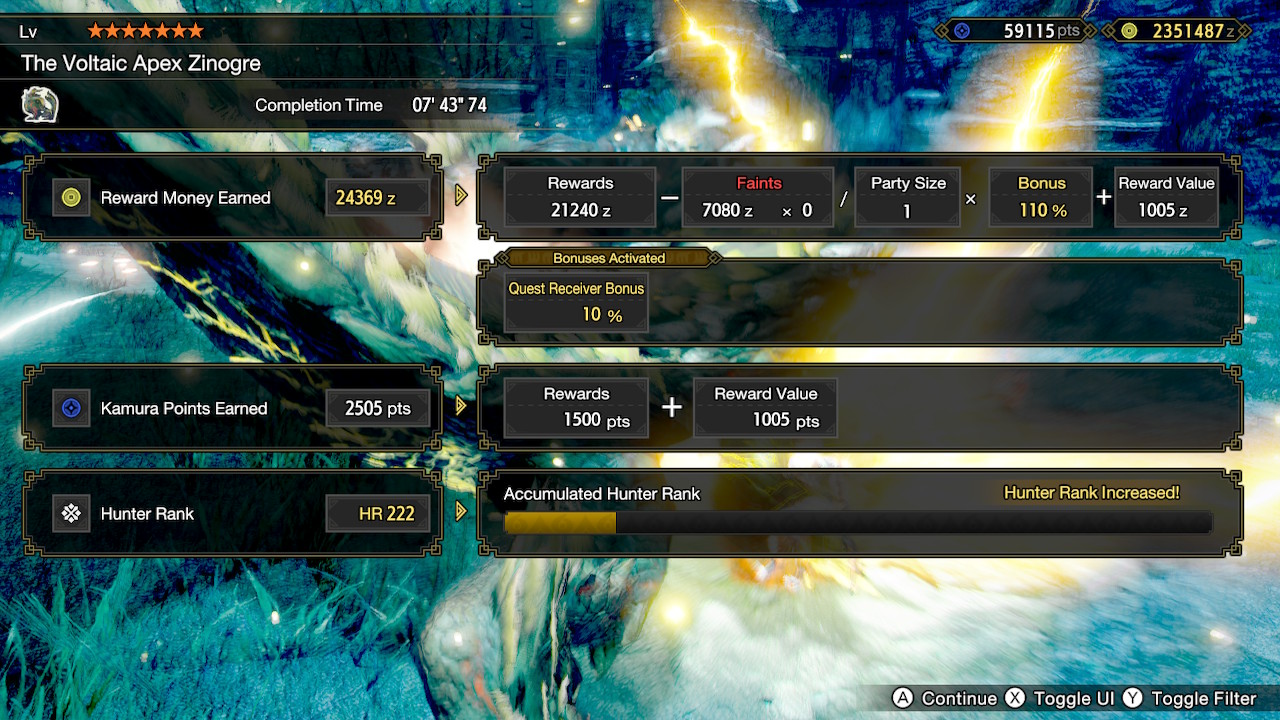 Lv ★★★★★★★
59115 pts
2351487 z
The Voltaic Apex Zinogre
Completion Time 07' 43" 74
Reward Money Earned 24369 z
Rewards
21240 z
−
Faints
7080 z × 0
/
Party Size
1
×
Bonus
110 %
+
Reward Value
1005 z
Bonuses Activated
Quest Receiver Bonus
10 %
Kamura Points Earned 2505 pts
Rewards
1500 pts
+
Reward Value
1005 pts
Hunter Rank HR 222
Accumulated Hunter Rank
Hunter Rank Increased!
A Continue X Toggle UI Y Toggle Filter